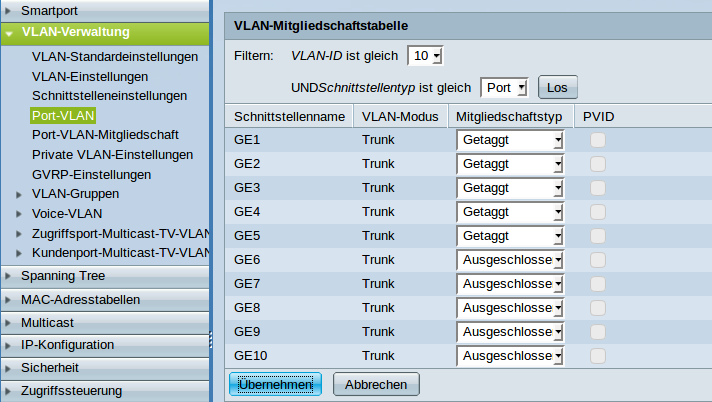 Smartport
VLAN-Verwaltung
VLAN-Standardeinstellungen
VLAN-Einstellungen
Schnittstelleneinstellungen
Port-VLAN
Port-VLAN-Mitgliedschaft
Private VLAN-Einstellungen
GVRP-Einstellungen
VLAN-Gruppen
Voice-VLAN
Zugriffsport-Multicast-TV-VLAN
Kundenport-Multicast-TV-VLAN
Spanning Tree
MAC-Adresstabellen
Multicast
IP-Konfiguration
Sicherheit
Zugriffssteuerung
VLAN-Mitgliedschaftstabelle
Filtern: VLAN-ID ist gleich 10
UNDSchnittstellentyp ist gleich Port Los
Schnittstellenname VLAN-Modus Mitgliedschaftstyp PVID
GE1 Trunk Getaggt
GE2 Trunk Getaggt
GE3 Trunk Getaggt
GE4 Trunk Getaggt
GE5 Trunk Getaggt
GE6 Trunk Ausgeschlosse
GE7 Trunk Ausgeschlosse
GE8 Trunk Ausgeschlosse
GE9 Trunk Ausgeschlosse
GE10 Trunk Ausgeschlosse
Übernehmen Abbrechen